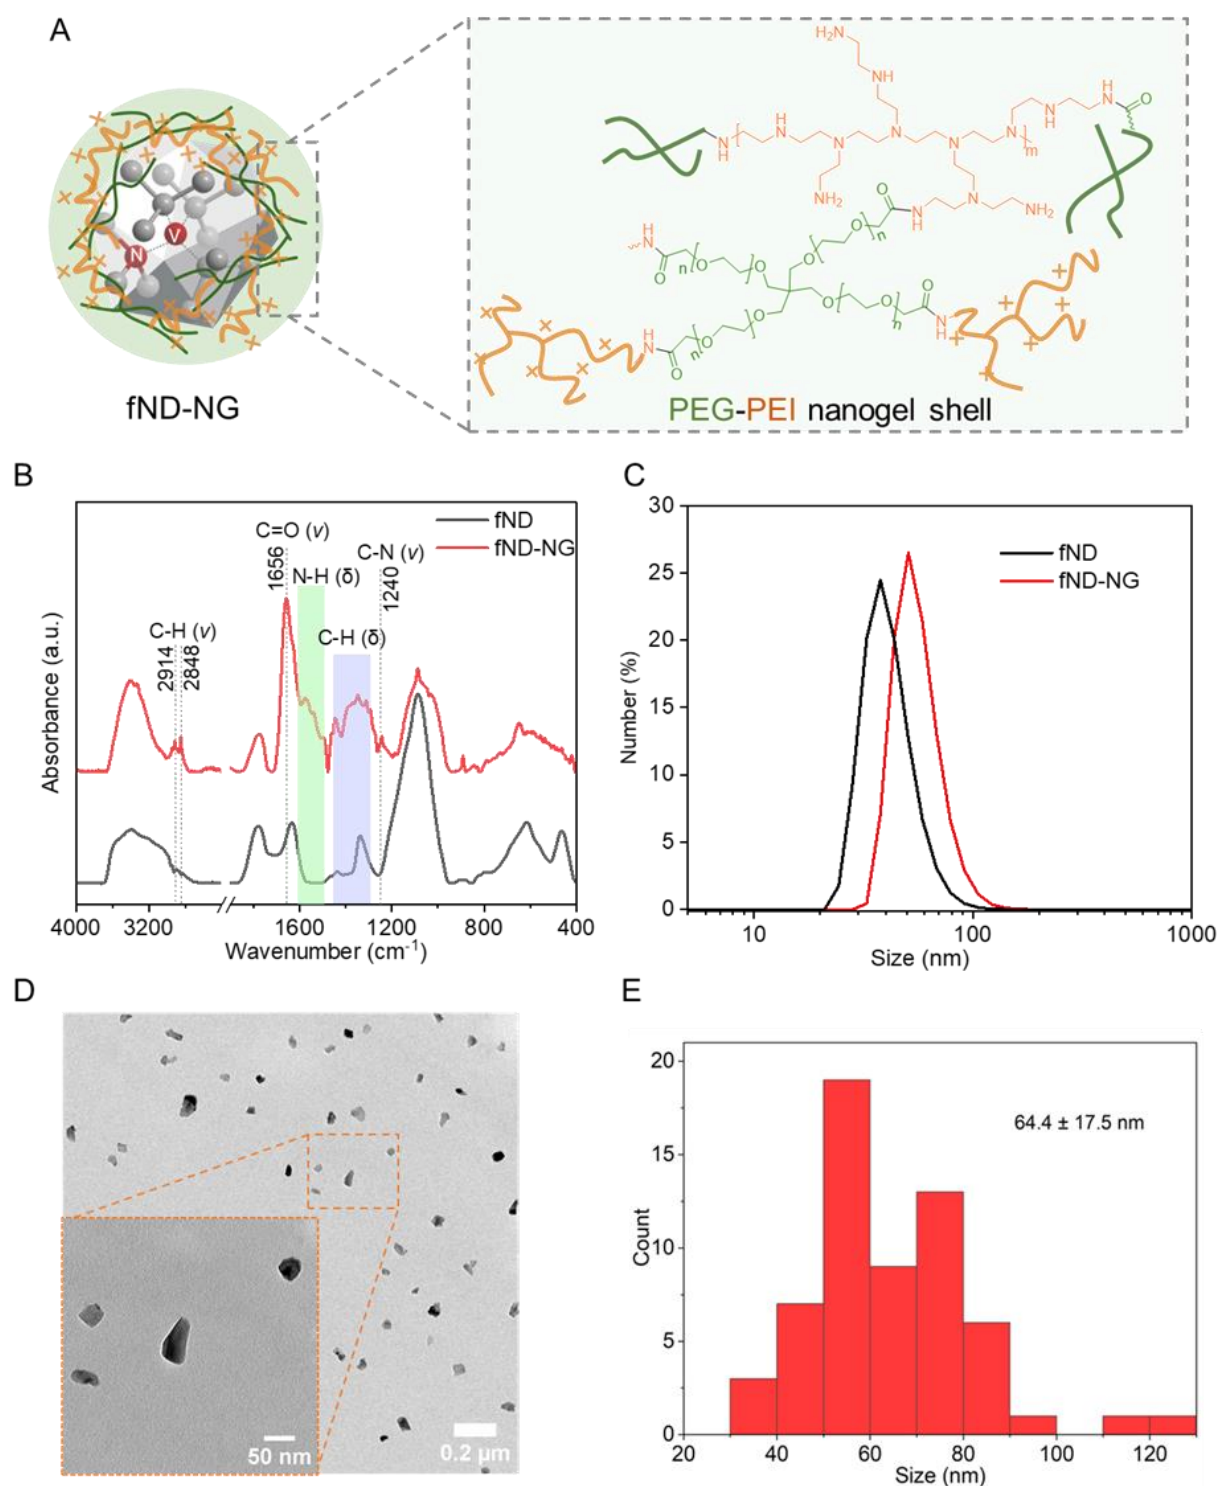 A
N
V
fND-NG
H2N
NH
H
N
H
N
N
N
N
N
m
N
H
NH2
N
H
N
H
N
O
O
NH
N
NH2
PEG-PEI nanogel shell
B
fND
fND-NG
C=O (ν)
1656
N-H (δ)
C-N (ν)
1240
C-H (ν)
2914
2848
C-H (δ)
Absorbance (a.u.)
4000 3200 1600 1200 800 400
Wavenumber (cm-1)
C
fND
fND-NG
30
25
20
15
10
5
0
Number (%)
10 100 1000
Size (nm)
D
50 nm
0.2 μm
E
64.4 ± 17.5 nm
20
15
10
5
0
Count
20 40 60 80 100 120
Size (nm)